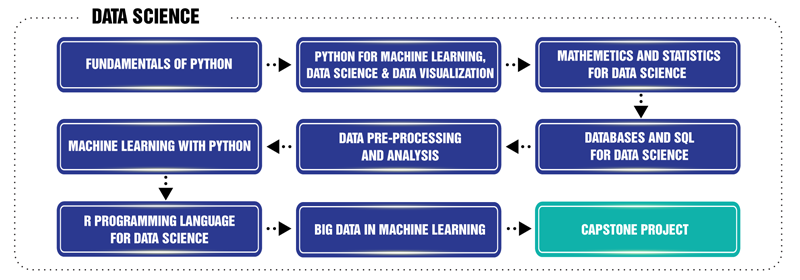 DATA SCIENCE
FUNDAMENTALS OF PYTHON
PYTHON FOR MACHINE LEARNING,
DATA SCIENCE & DATA VISUALIZATION
MATHEMETICS AND STATISTICS
FOR DATA SCIENCE
DATABASES AND SQL
FOR DATA SCIENCE
DATA PRE-PROCESSING
AND ANALYSIS
MACHINE LEARNING WITH PYTHON
R PROGRAMMING LANGUAGE
FOR DATA SCIENCE
BIG DATA IN MACHINE LEARNING
CAPSTONE PROJECT